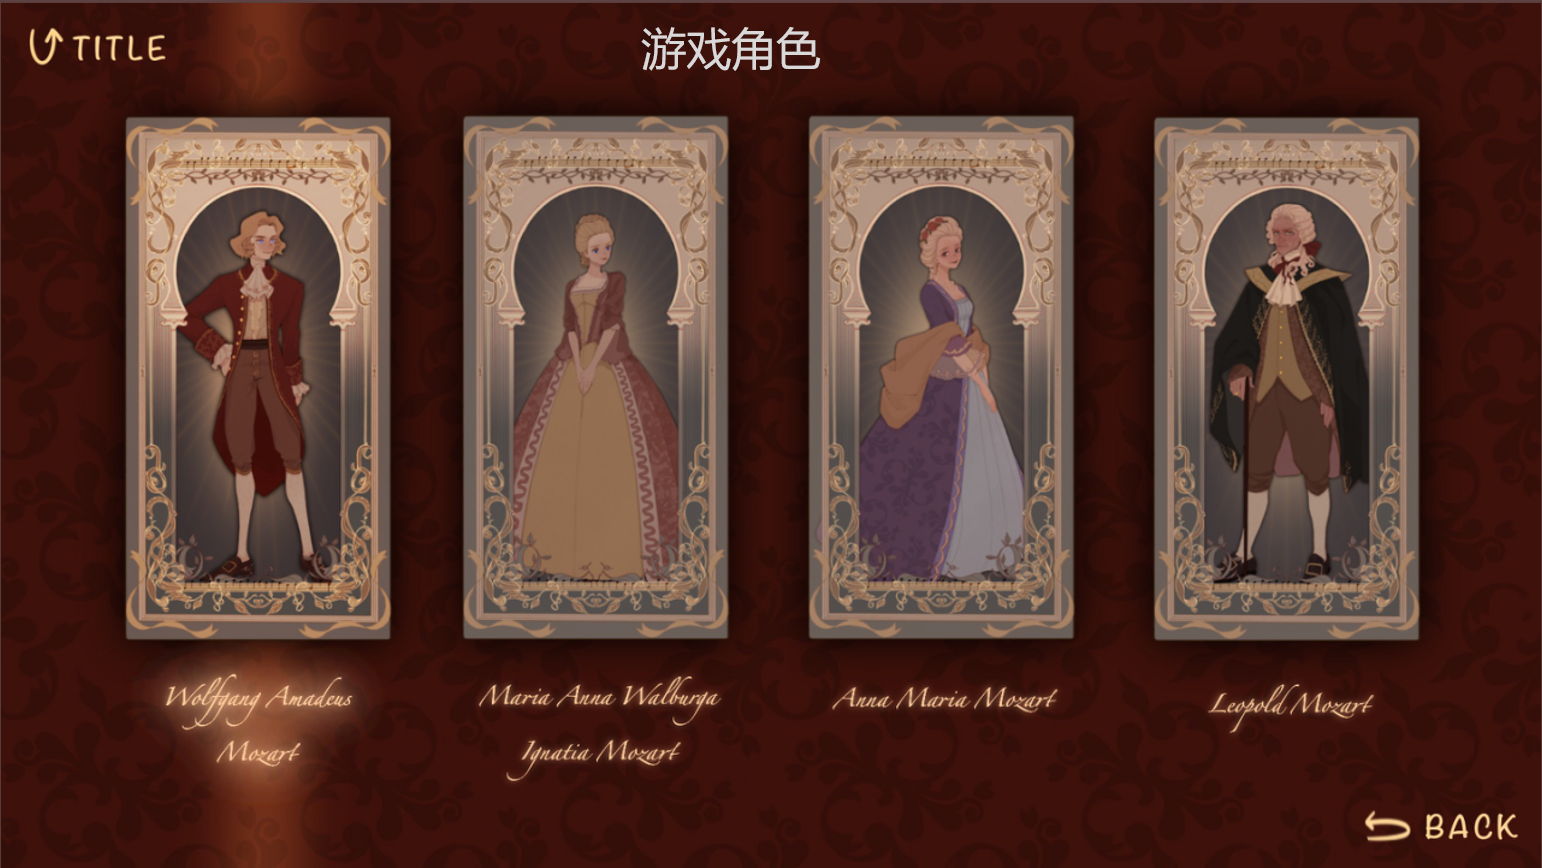 TITLE
游戏角色
Wolfgang Amadeus
Mozart
Maria Anna Walburga
Ignatia Mozart
Anna Maria Mozart
Leopold Mozart
BACK